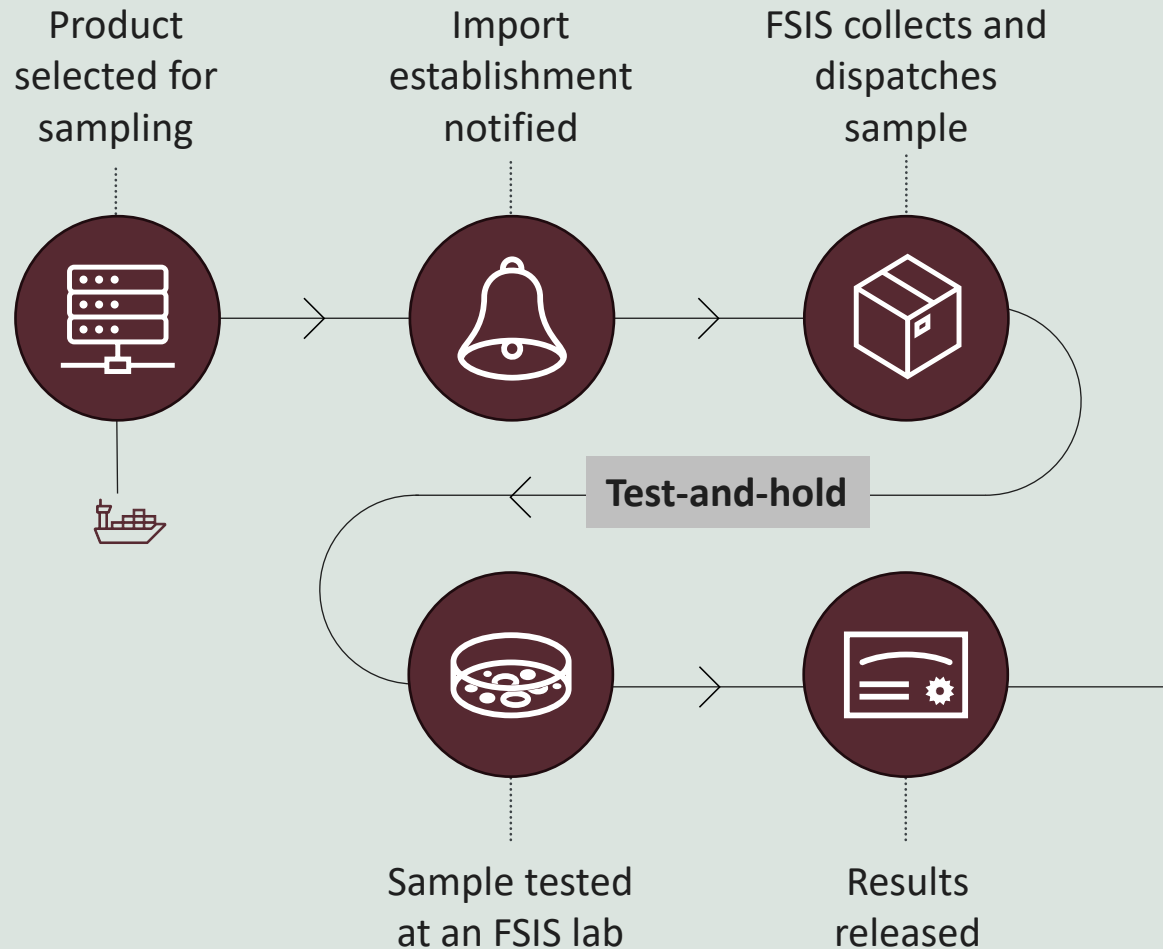 Product
selected for
sampling
Import
establishment
notified
FSIS collects and
dispatches
sample
Test-and-hold
Sample tested
at an FSIS lab
Results
released